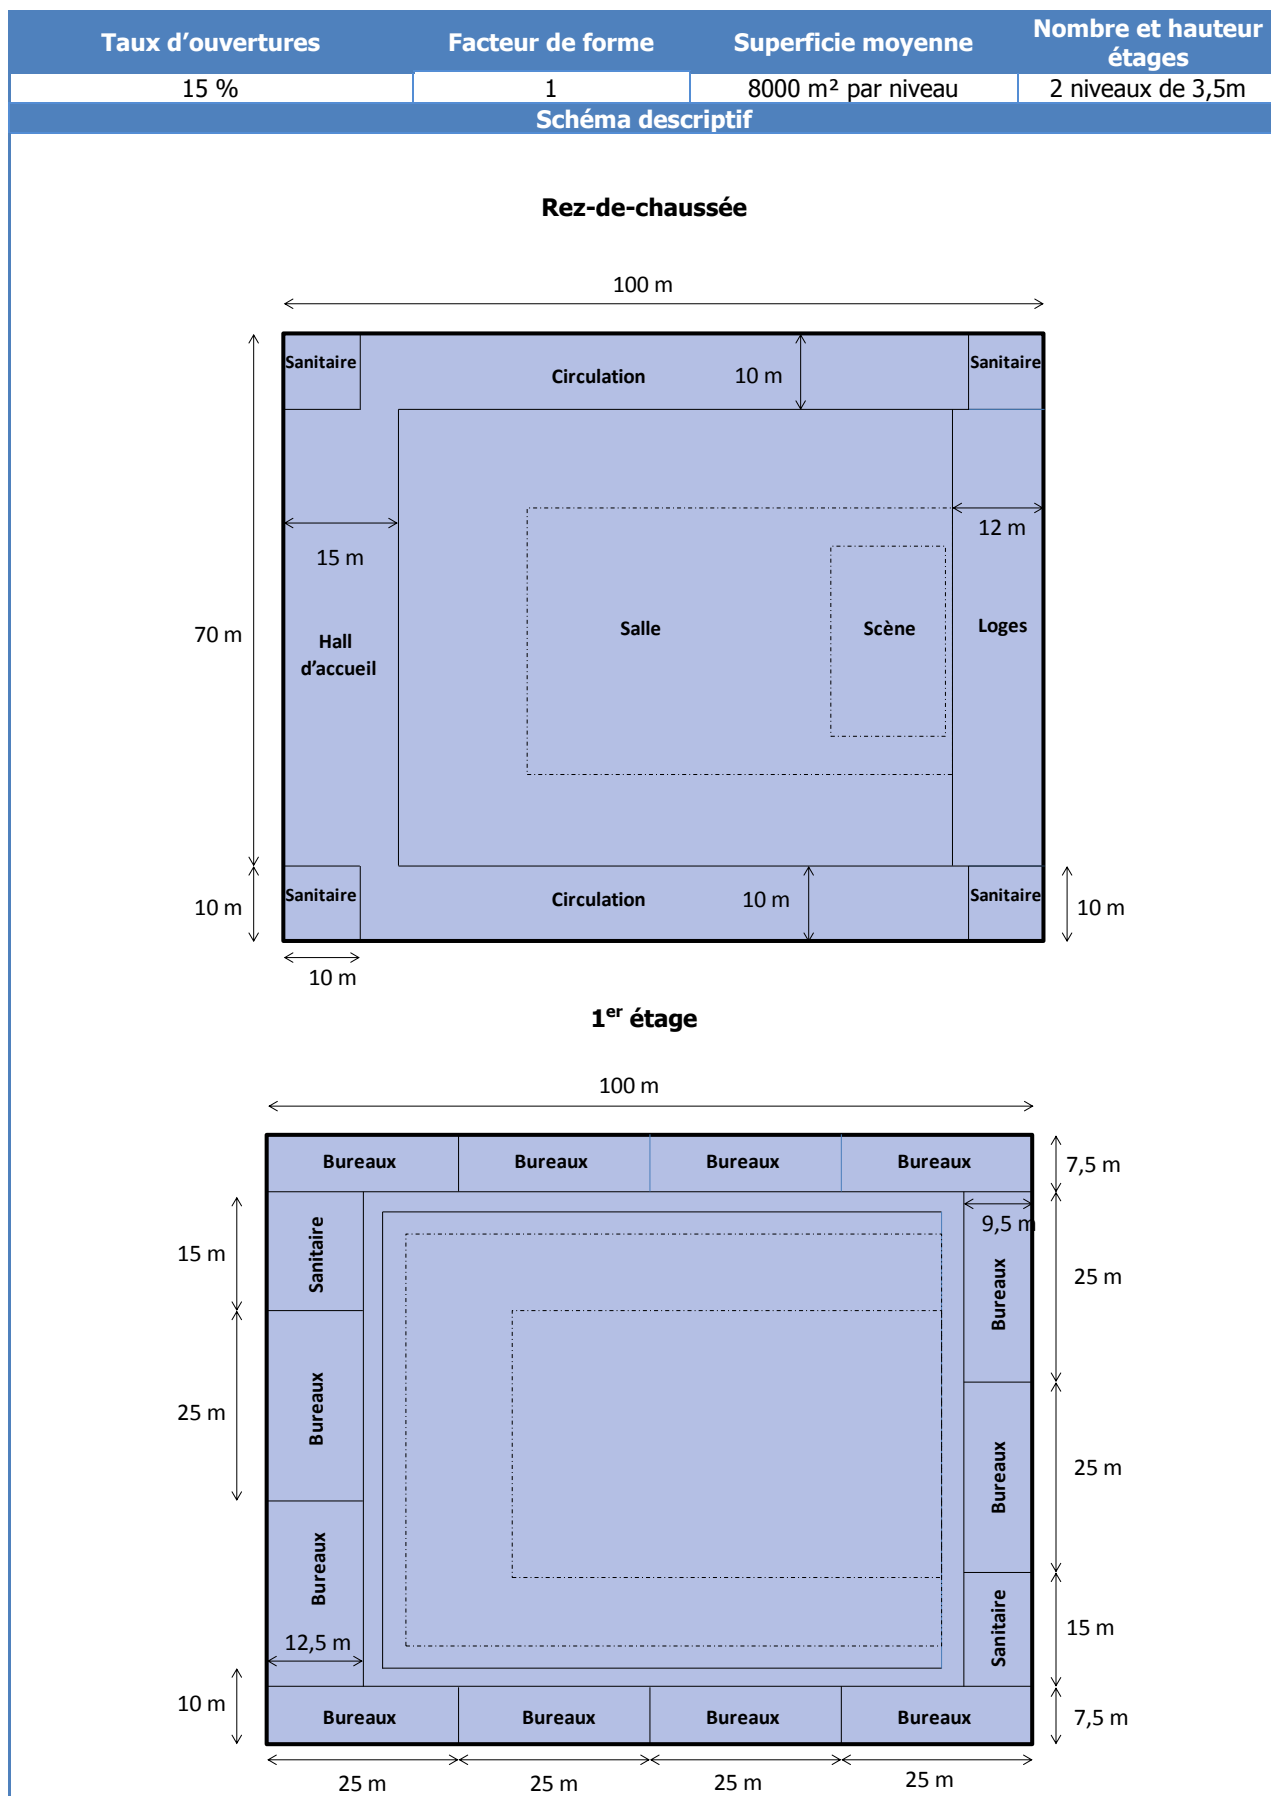 Taux d'ouvertures Facteur de forme Superficie moyenne Nombre et hauteur étages
15 % 1 8000 m² par niveau 2 niveaux de 3,5m
Schéma descriptif
Rez-de-chaussée
100 m
Sanitaire
Circulation
10 m
Sanitaire
15 m
12 m
70 m
Hall
d'accueil
Salle
Scène
Loges
10 m
Sanitaire
Circulation
10 m
Sanitaire
10 m
10 m
1er étage
100 m
Bureaux
Bureaux
Bureaux
Bureaux
7,5 m
15 m
Sanitaire
9,5 m
Bureaux
25 m
25 m
Bureaux
Bureaux
25 m
Bureaux
12,5 m
Sanitaire
15 m
10 m
Bureaux
Bureaux
Bureaux
Bureaux
7,5 m
25 m
25 m
25 m
25 m